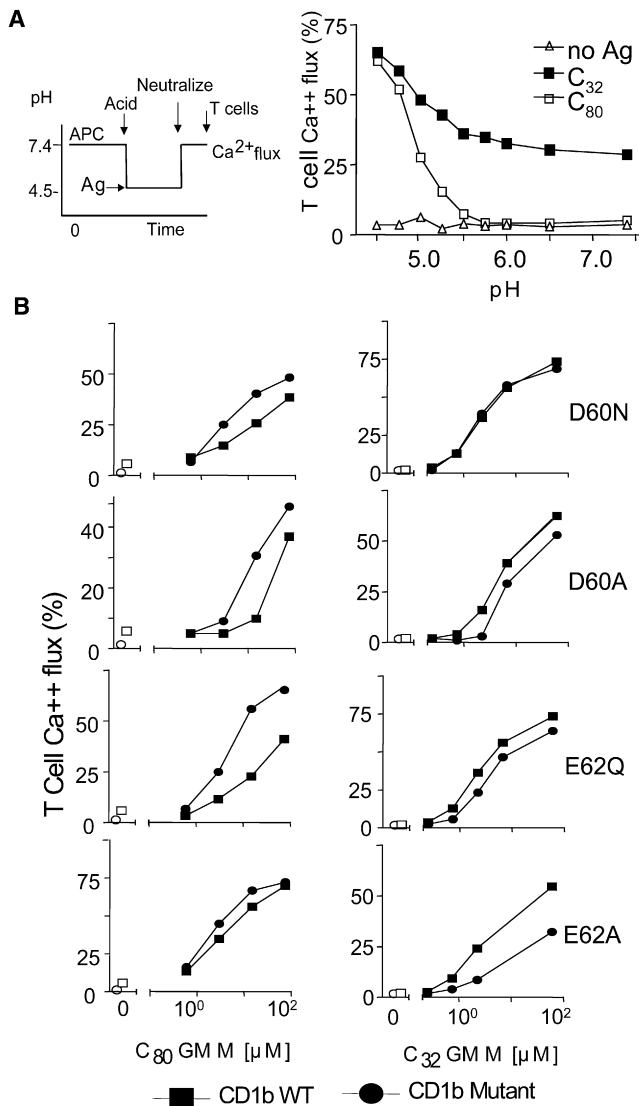 A
pH
Acid
Neutralize
T cells
7.4
APC
Ca2+flux
Ag
4.5
0
Time
T cell Ca++ flux (%)
75
50
25
0
no Ag
C32
C80
5.0 6.0 7.0
pH
B
T Cell Ca++ flux (%)
50
25
0
75
25
0
D60N
40
20
0
50
25
0
D60A
50
25
0
75
25
0
E62Q
75
25
0
50
25
0
E62A
0 10^0 10^2
0 10^0 10^2
C80 GMM [µM]
C32 GMM [µM]
CD1b WT
CD1b Mutant